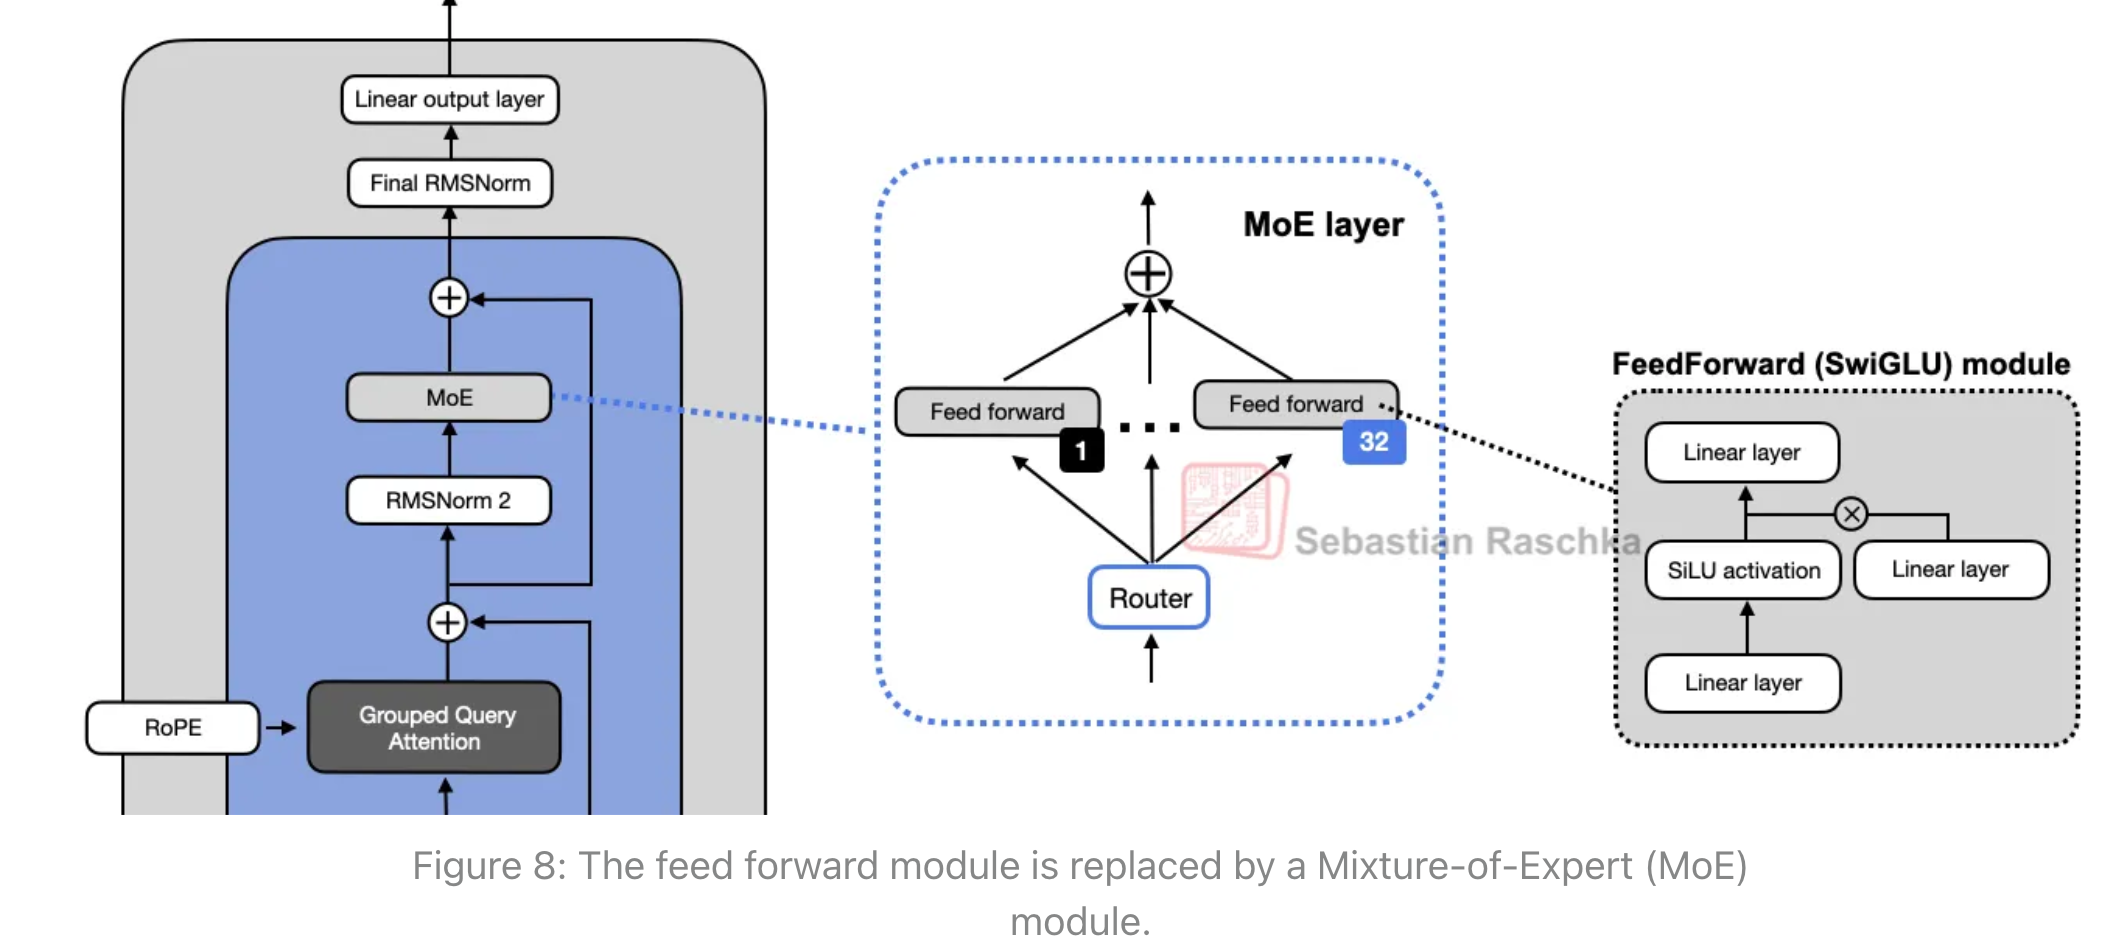 Linear output layer
Final RMSNorm
MoE
RMSNorm 2
Grouped Query
Attention
RoPE
MoE layer
Feed forward
1
Feed forward
32
Router
Sebastian Raschka
FeedForward (SwiGLU) module
Linear layer
SiLU activation
Linear layer
Linear layer
Figure 8: The feed forward module is replaced by a Mixture-of-Expert (MoE)
module.